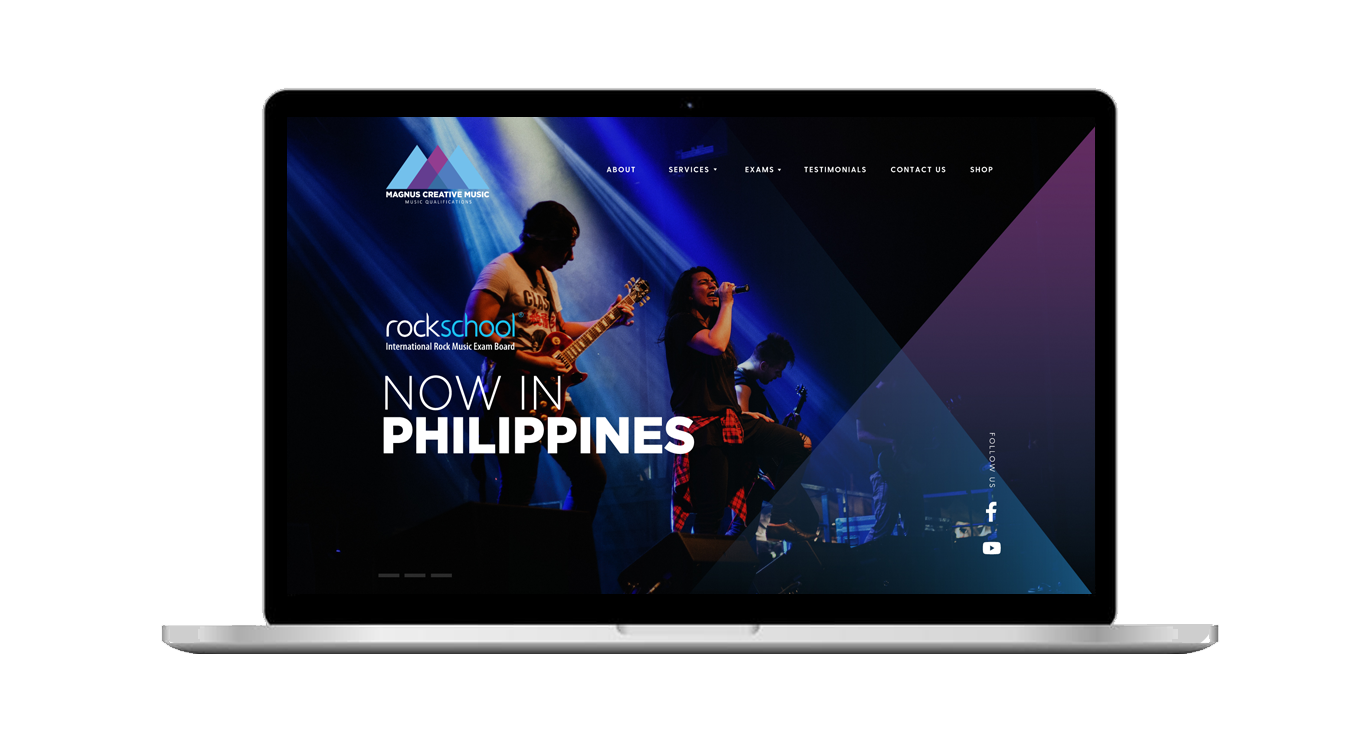 MAGNUS CREATIVE MUSIC
MUSIC QUALIFICATIONS
ABOUT SERVICES EXAMS TESTIMONIALS CONTACT US SHOP
CLAS
rockschool
International Rock Music Exam Board
NOW IN
PHILIPPINES
FOLLOW US